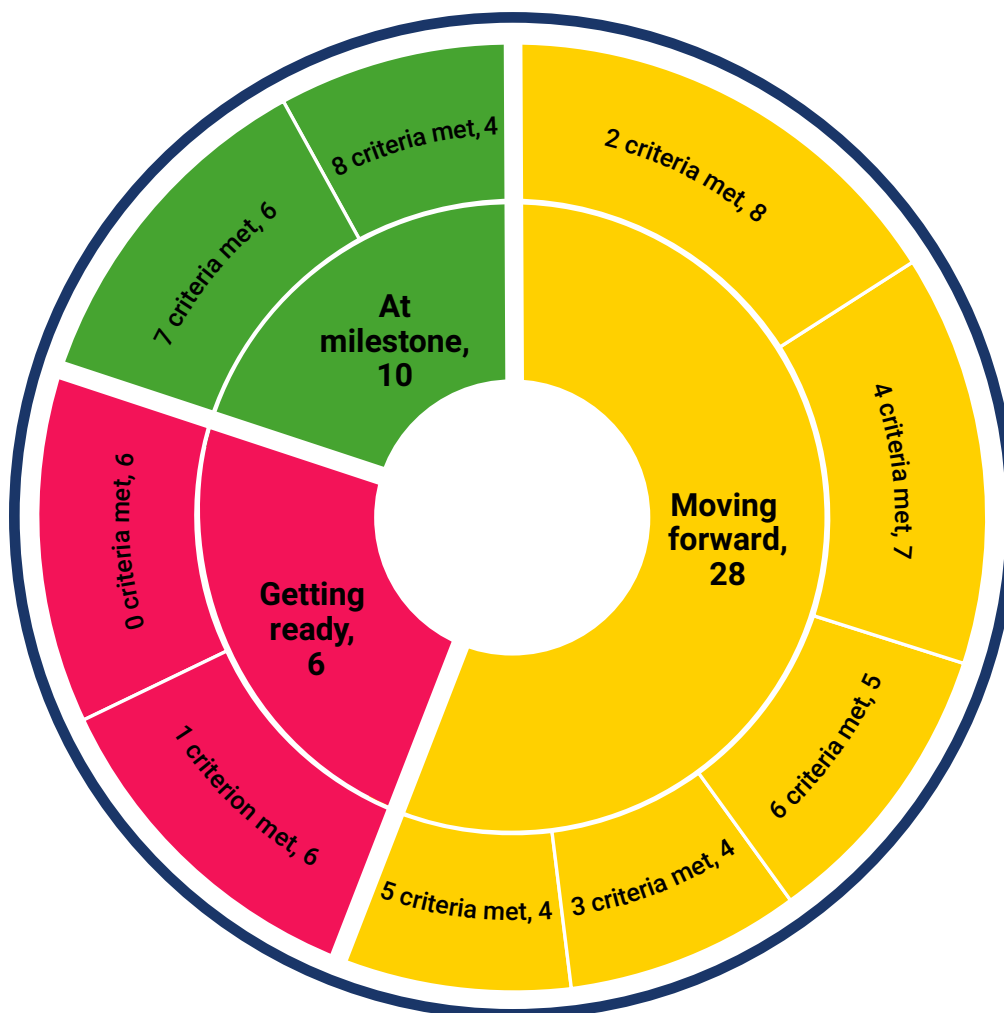 2 criteria met, 8
4 criteria met, 7
6 criteria met, 5
3 criteria met, 4
5 criteria met, 4
1 criterion met, 6
0 criteria met, 6
7 criteria met, 6
8 criteria met, 4
At
milestone,
10
Moving
forward,
28
Getting
ready,
6